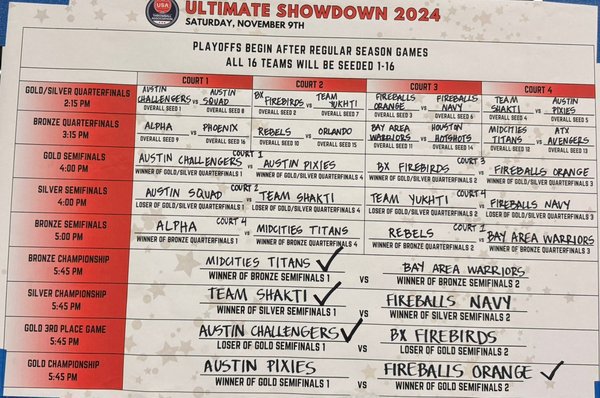 USA
ULTIMATE SHOWDOWN 2024
SATURDAY, NOVEMBER 9TH
PLAYOFFS BEGIN AFTER REGULAR SEASON GAMES
ALL 16 TEAMS WILL BE SEEDED 1-16
COURT 1 COURT 2 COURT 3 COURT 4
GOLD/SILVER QUARTERFINALS
2:15 PM
AUSTIN CHALLENGERS VS AUSTIN SQUAD
OVERALL SEED 1 OVERALL SEED 8
BX FIREBIRDS VS TEAM YUKHTI
OVERALL SEED 2 OVERALL SEED 7
FIREBALLS ORANGE VS FIREBALLS NAVY
OVERALL SEED 3 OVERALL SEED 6
TEAM SHAKTI VS AUSTIN PIXIES
OVERALL SEED 4 OVERALL SEED 5
BRONZE QUARTERFINALS
3:15 PM
ALPHA VS PHOENIX
OVERALL SEED 9 OVERALL SEED 16
REBELS VS ORLANDO
OVERALL SEED 10 OVERALL SEED 15
BAY AREA WARRIORS VS HOUSTON HOTSHOTS
OVERALL SEED 11 OVERALL SEED 14
MIDCITIES TITANS VS ATX AVENGERS
OVERALL SEED 12 OVERALL SEED 13
GOLD SEMIFINALS
4:00 PM
AUSTIN CHALLENGERS COURT 1 VS AUSTIN PIXIES
WINNER OF GOLD/SILVER QUARTERFINALS 1 WINNER OF GOLD/SILVER QUARTERFINALS 4
BX FIREBIRDS COURT 3 VS FIREBALLS ORANGE
WINNER OF GOLD/SILVER QUARTERFINALS 2 WINNER OF GOLD/SILVER QUARTERFINALS 3
SILVER SEMIFINALS
4:00 PM
AUSTIN SQUAD COURT 2 VS TEAM SHAKTI
LOSER OF GOLD/SILVER QUARTERFINALS 1 LOSER OF GOLD/SILVER QUARTERFINALS 4
TEAM YUKHTI COURT 4 VS FIREBALLS NAVY
LOSER OF GOLD/SILVER QUARTERFINALS 2 LOSER OF GOLD/SILVER QUARTERFINALS 3
BRONZE SEMIFINALS
5:00 PM
ALPHA COURT 4 VS MIDCITIES TITANS
WINNER OF BRONZE QUARTERFINALS 1 WINNER OF BRONZE QUARTERFINALS 4
REBELS COURT 1 VS BAY AREA WARRIORS
WINNER OF BRONZE QUARTERFINALS 2 WINNER OF BRONZE QUARTERFINALS 3
BRONZE CHAMPIONSHIP
5:45 PM
MIDCITIES TITANS VS BAY AREA WARRIORS
WINNER OF BRONZE SEMIFINALS 1 WINNER OF BRONZE SEMIFINALS 2
SILVER CHAMPIONSHIP
5:45 PM
TEAM SHAKTI VS FIREBALLS NAVY
WINNER OF SILVER SEMIFINALS 1 WINNER OF SILVER SEMIFINALS 2
GOLD 3RD PLACE GAME
5:45 PM
AUSTIN CHALLENGERS VS BX FIREBIRDS
LOSER OF GOLD SEMIFINALS 1 LOSER OF GOLD SEMIFINALS 2
GOLD CHAMPIONSHIP
5:45 PM
AUSTIN PIXIES VS FIREBALLS ORANGE
WINNER OF GOLD SEMIFINALS 1 WINNER OF GOLD SEMIFINALS 2